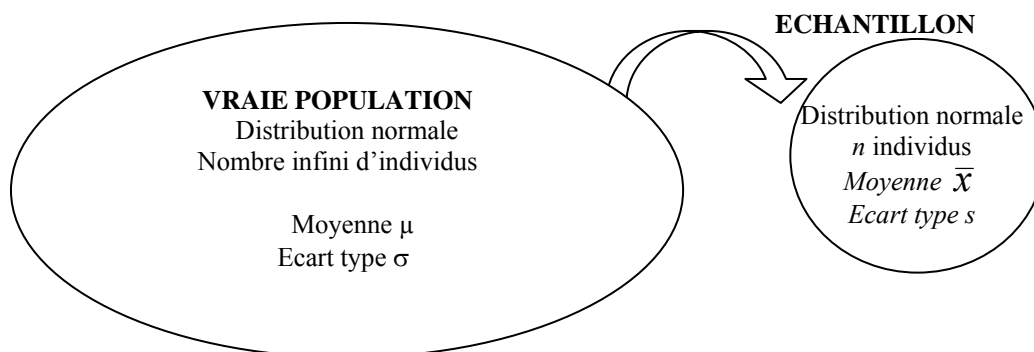 ECHANTILLON
VRAIE POPULATION
Distribution normale
Nombre infini d'individus
Moyenne μ
Ecart type σ
Distribution normale
n individus
Moyenne x̄
Ecart type s